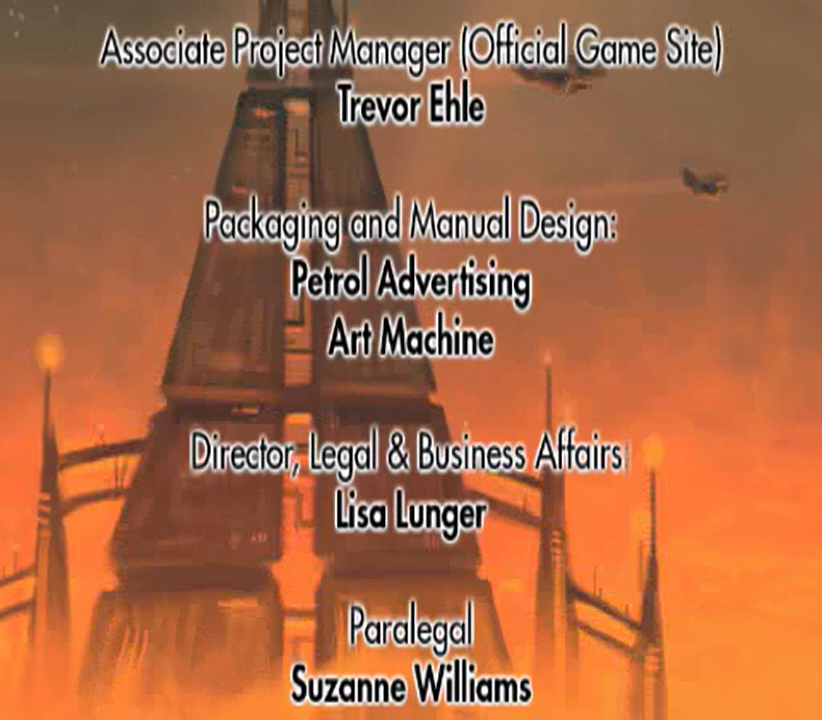 Associate Project Manager (Official Game Site)
Trevor Ehle
Packaging and Manual Design:
Petrol Advertising
Art Machine
Director, Legal & Business Affairs
Lisa Lunger
Paralegal
Suzanne Williams